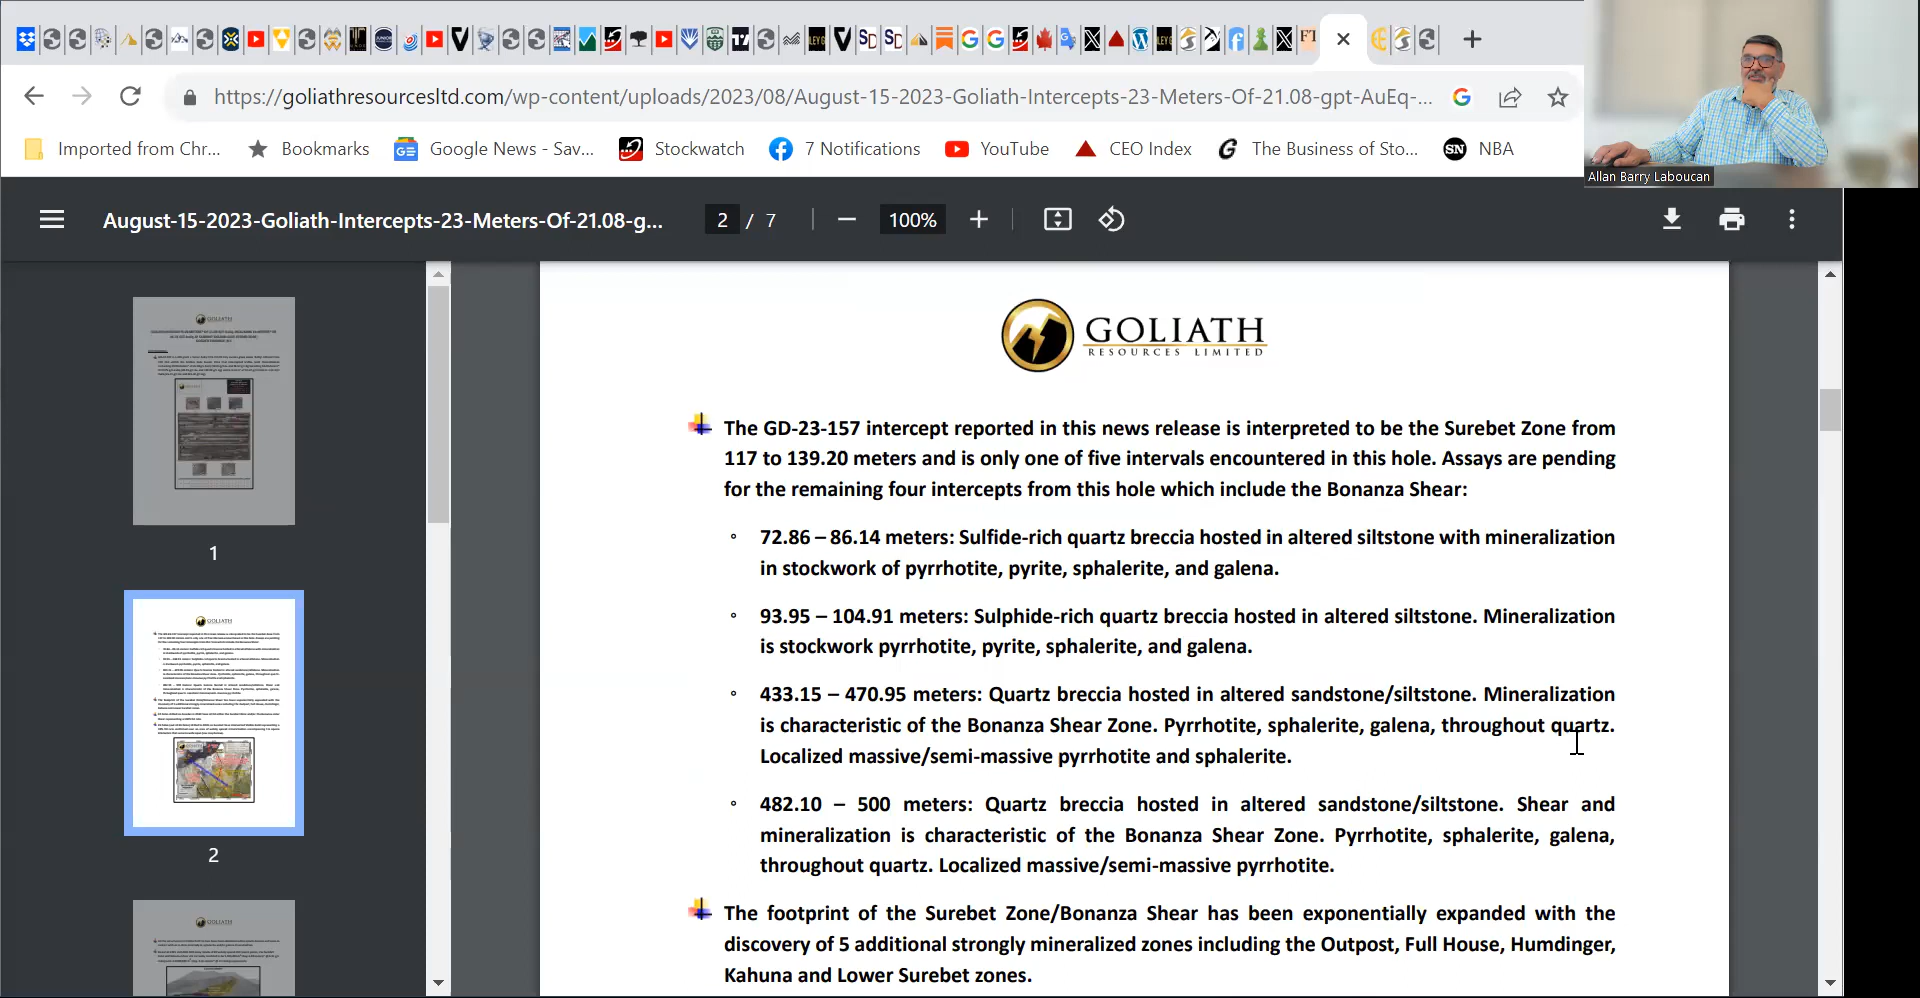 https://goliathresourcesltd.com/wp-content/uploads/2023/08/August-15-2023-Goliath-Intercepts-23-Meters-Of-21.08-gpt-AuEq-...
Imported from Chr... Bookmarks Google News - Sav... Stockwatch 7 Notifications YouTube CEO Index The Business of Sto... NBA
Allan Barry Laboucan
August-15-2023-Goliath-Intercepts-23-Meters-Of-21.08-g... 2 / 7 100%
1
2
GOLIATH
RESOURCES LIMITED
The GD-23-157 intercept reported in this news release is interpreted to be the Surebet Zone from
117 to 139.20 meters and is only one of five intervals encountered in this hole. Assays are pending
for the remaining four intercepts from this hole which include the Bonanza Shear:
72.86 – 86.14 meters: Sulfide-rich quartz breccia hosted in altered siltstone with mineralization
in stockwork of pyrrhotite, pyrite, sphalerite, and galena.
93.95 – 104.91 meters: Sulphide-rich quartz breccia hosted in altered siltstone. Mineralization
is stockwork pyrrhotite, pyrite, sphalerite, and galena.
433.15 – 470.95 meters: Quartz breccia hosted in altered sandstone/siltstone. Mineralization
is characteristic of the Bonanza Shear Zone. Pyrrhotite, sphalerite, galena, throughout quartz.
Localized massive/semi-massive pyrrhotite and sphalerite.
482.10 – 500 meters: Quartz breccia hosted in altered sandstone/siltstone. Shear and
mineralization is characteristic of the Bonanza Shear Zone. Pyrrhotite, sphalerite, galena,
throughout quartz. Localized massive/semi-massive pyrrhotite.
The footprint of the Surebet Zone/Bonanza Shear has been exponentially expanded with the
discovery of 5 additional strongly mineralized zones including the Outpost, Full House, Humdinger,
Kahuna and Lower Surebet zones.